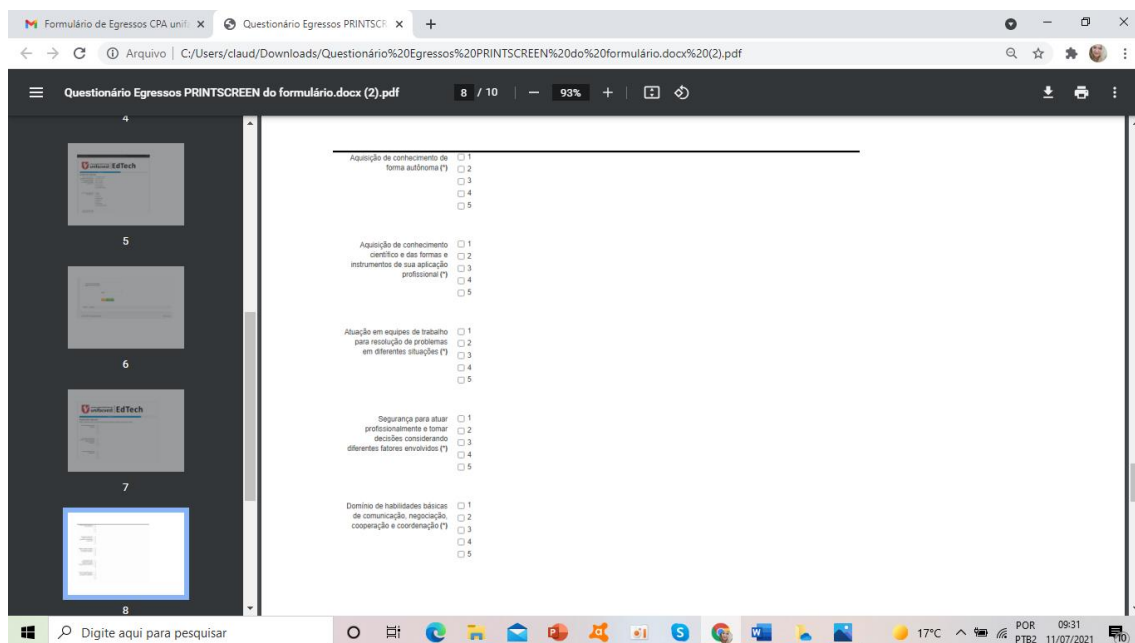 Formulário de Egressos CPA unifa
Questionário Egressos PRINTSCR
Arquivo | C:/Users/claud/Downloads/Questionário%20Egressos%20PRINTSCREEN%20do%20formulário.docx%20(2).pdf
Questionário Egressos PRINTSCREEN do formulário.docx (2).pdf
8 / 10
93%
4
EdTech
5
6
EdTech
7
8
Aquisição de conhecimento de
forma autônoma (*)
1
2
3
4
5
Aquisição de conhecimento
científico e das formas e
instrumentos de sua aplicação
profissional (*)
1
2
3
4
5
Atuação em equipes de trabalho
para resolução de problemas
em diferentes situações (*)
1
2
3
4
5
Segurança para atuar
profissionalmente e tomar
decisões considerando
diferentes fatores envolvidos (*)
1
2
3
4
5
Domínio de habilidades básicas
de comunicação, negociação,
cooperação e coordenação (*)
1
2
3
4
5
Digite aqui para pesquisar
17°C
POR
PTB2
09:31
11/07/2021